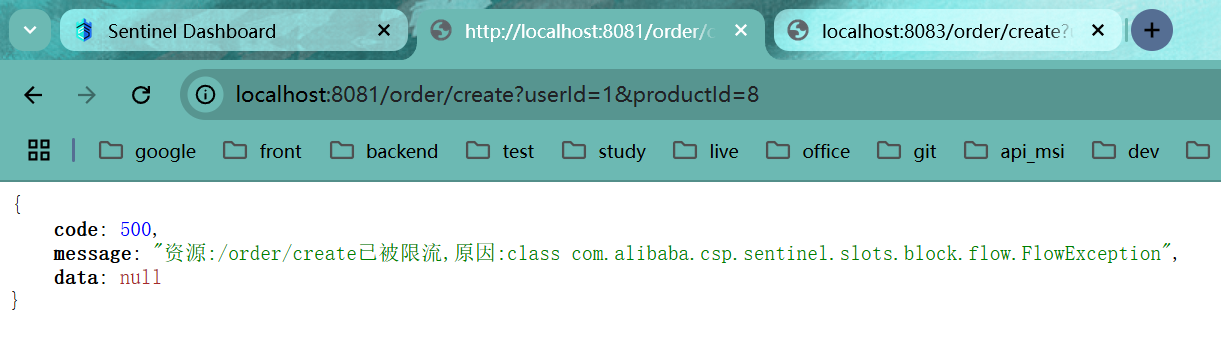 Sentinel Dashboard
http://localhost:8081/order/c
localhost:8083/order/create?
localhost:8081/order/create?userId=1&productId=8
google front backend test study live office git api_msi dev
{
code: 500,
message: "资源:/order/create已被限流,原因:class com.alibaba.csp.sentinel.slots.block.flow.FlowException",
data: null
}